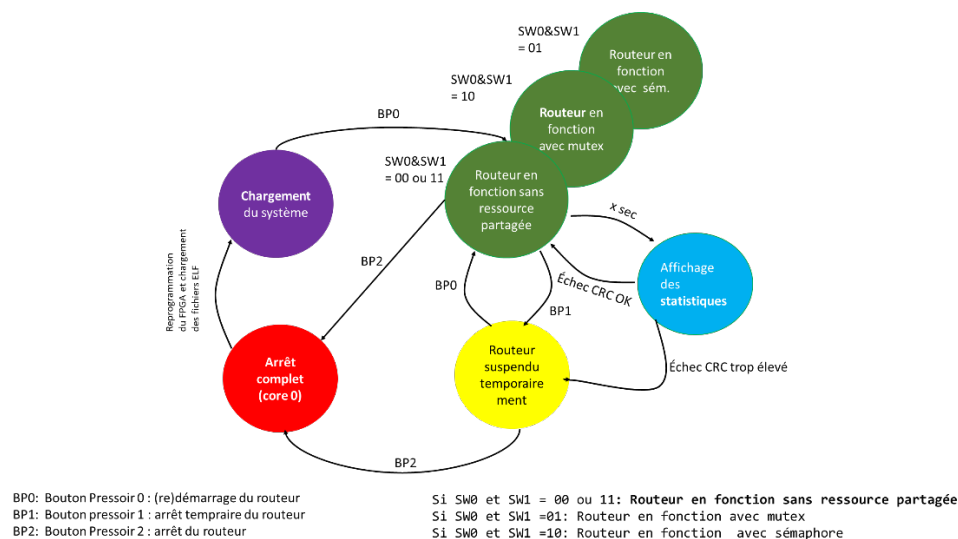 SW0&SW1
= 01
Routeur en
fonction
avec sém.
SW0&SW1
= 10
Routeur en
fonction
avec mutex
BP0
SW0&SW1
= 00 ou 11
Routeur en
fonction sans
ressource
partagée
Chargement
du système
x sec
BP2
Affichage
des
statistiques
Échec CRC OK
BP0
BP1
Reprogrammation
du FPGA et chargement
des fichiers ELF
Arrêt
complet
(core 0)
Routeur
suspendu
temporaire
ment
Échec CRC trop élevé
BP2
BP0: Bouton Pressoir 0 : (re)démarrage du routeur
BP1: Bouton pressoir 1 : arrêt tempraire du routeur
BP2: Bouton Pressoir 2 : arrêt du routeur
Si SW0 et SW1 = 00 ou 11: Routeur en fonction sans ressource partagée
Si SW0 et SW1 =01: Routeur en fonction avec mutex
Si SW0 et SW1 =10: Routeur en fonction avec sémaphore